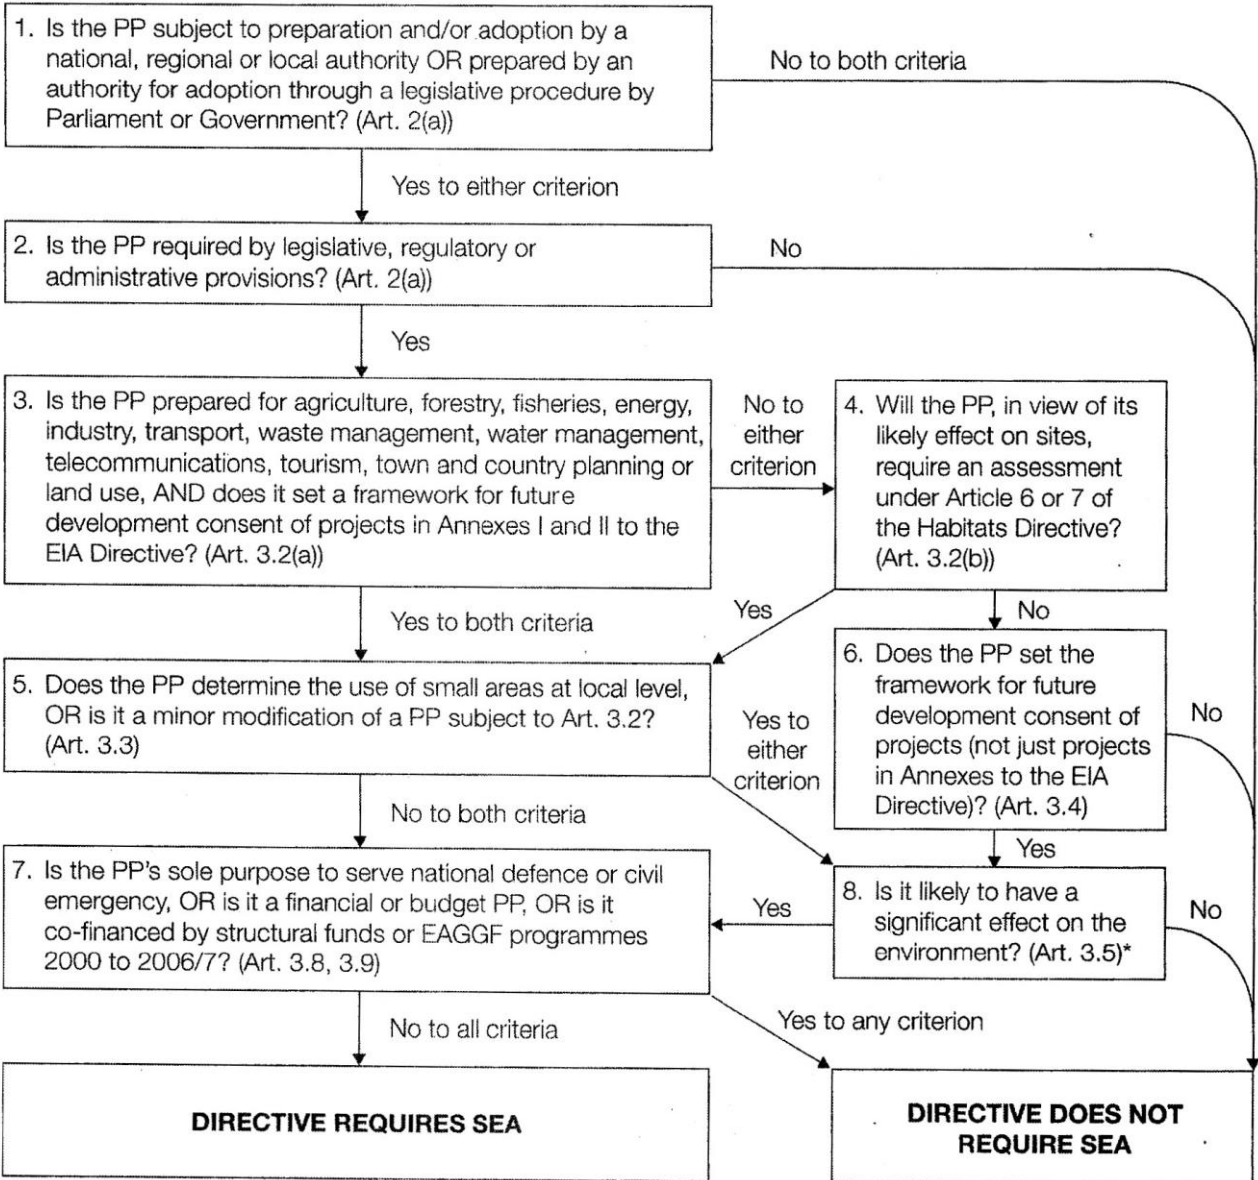 1. Is the PP subject to preparation and/or adoption by a
national, regional or local authority OR prepared by an
authority for adoption through a legislative procedure by
Parliament or Government? (Art. 2(a))
No to both criteria
Yes to either criterion
2. Is the PP required by legislative, regulatory or
administrative provisions? (Art. 2(a))
No
Yes
3. Is the PP prepared for agriculture, forestry, fisheries, energy,
industry, transport, waste management, water management,
telecommunications, tourism, town and country planning or
land use, AND does it set a framework for future
development consent of projects in Annexes I and II to the
EIA Directive? (Art. 3.2(a))
No to
either
criterion
4. Will the PP, in view of its
likely effect on sites,
require an assessment
under Article 6 or 7 of
the Habitats Directive?
(Art. 3.2(b))
Yes to both criteria
Yes
No
5. Does the PP determine the use of small areas at local level,
OR is it a minor modification of a PP subject to Art. 3.2?
(Art. 3.3)
Yes to
either
criterion
6. Does the PP set the
framework for future
development consent of
projects (not just projects
in Annexes to the EIA
Directive)? (Art. 3.4)
No
No to both criteria
Yes
7. Is the PP's sole purpose to serve national defence or civil
emergency, OR is it a financial or budget PP, OR is it
co-financed by structural funds or EAGGF programmes
2000 to 2006/7? (Art. 3.8, 3.9)
Yes
8. Is it likely to have a
significant effect on the
environment? (Art. 3.5)*
No
No to all criteria
Yes to any criterion
DIRECTIVE REQUIRES SEA
DIRECTIVE DOES NOT
REQUIRE SEA